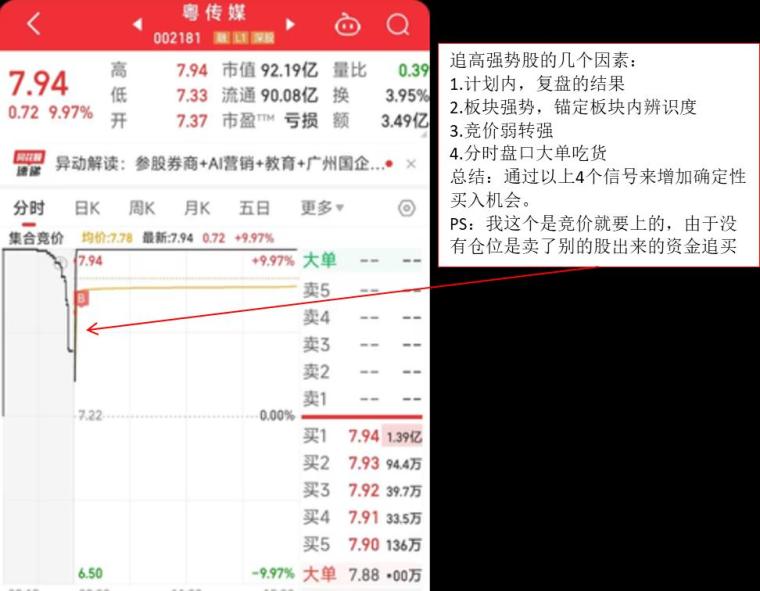 粤传媒
002181 融 L1 深股
7.94
0.72 9.97%
高 7.94 市值 92.19亿 量比 0.39
低 7.33 流通 90.08亿 换 3.95%
开 7.37 市盈TTM 亏损 额 3.49亿
速递 异动解读：参股券商+AI营销+教育+广州国企...
分时 日K 周K 月K 五日 更多
集合竞价 均价:7.78 最新:7.94 0.72 +9.97%
7.94 +9.97%
B
7.22 0.00%
6.50 -9.97%
大单 -- --
卖5 -- --
卖4 -- --
卖3 -- --
卖2 -- --
卖1 -- --
买1 7.94 1.39亿
买2 7.93 94.4万
买3 7.92 39.7万
买4 7.91 33.5万
买5 7.90 136万
大单 7.88 •00万
追高强势股的几个因素：
1.计划内，复盘的结果
2.板块强势，锚定板块内辨识度
3.竞价弱转强
4.分时盘口大单吃货
总结：通过以上4个信号来增加确定性
买入机会。
PS：我这个是竞价就要上的，由于没
有仓位是卖了别的股出来的资金追买